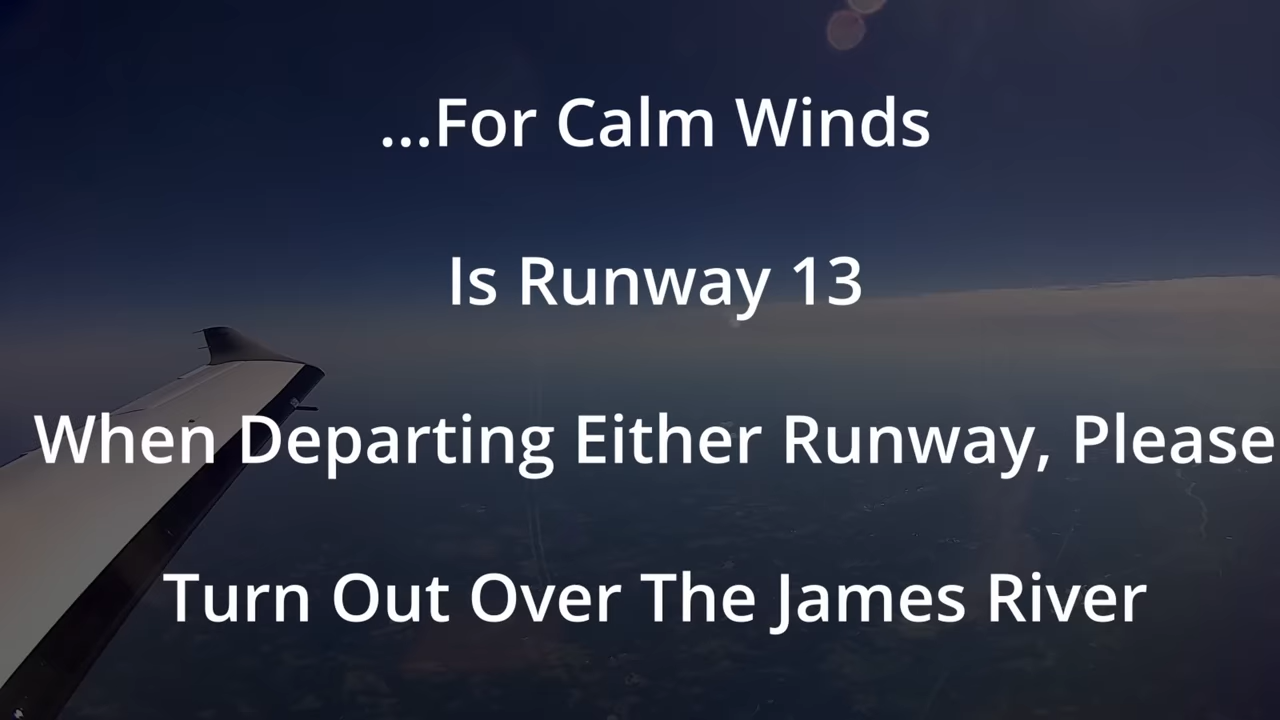 ...For Calm Winds
Is Runway 13
When Departing Either Runway, Please
Turn Out Over The James River